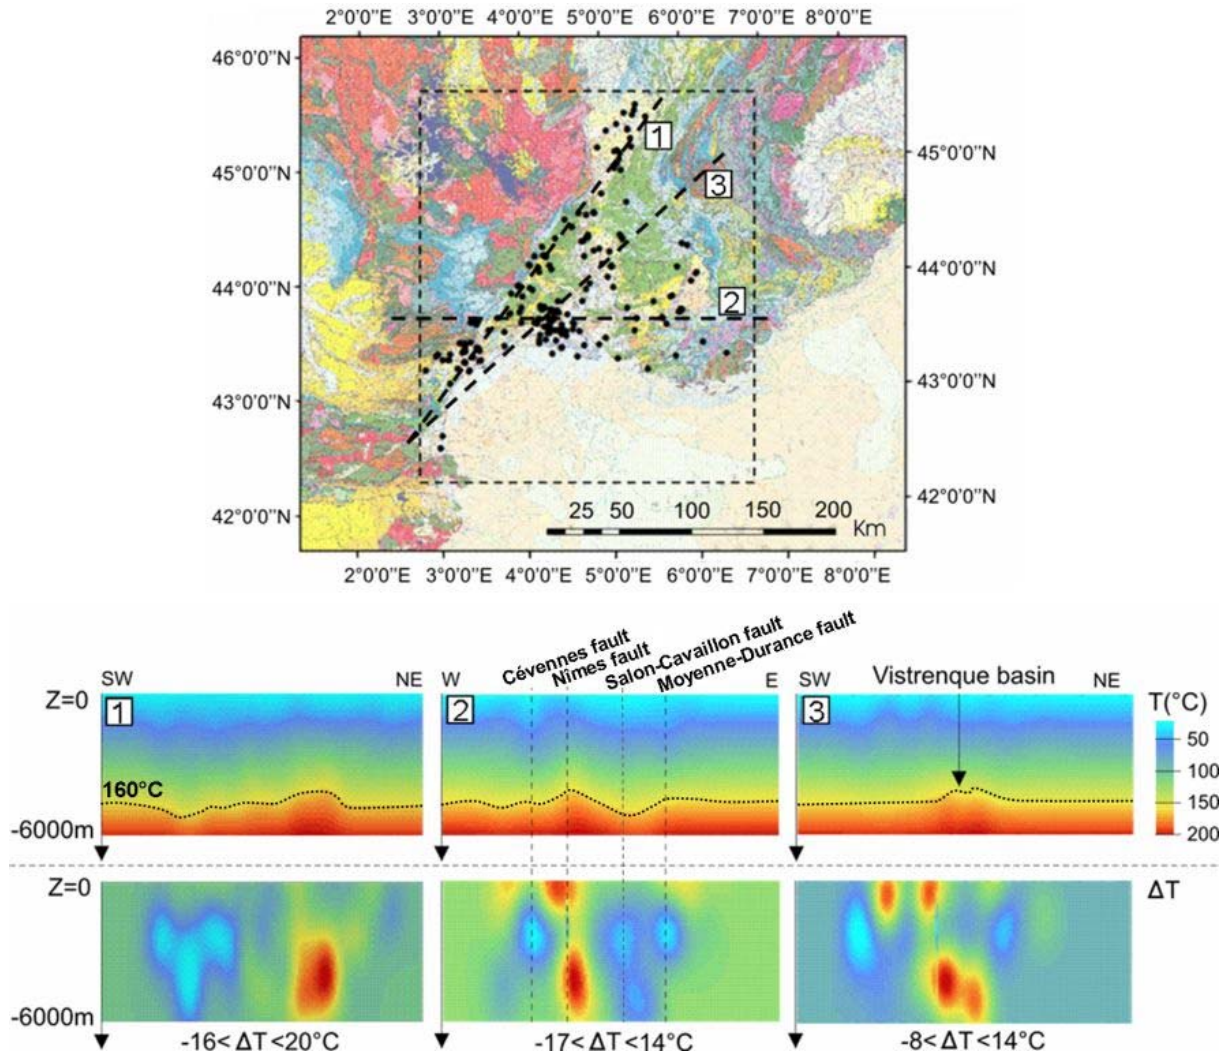 2°0'0"E 3°0'0"E 4°0'0"E 5°0'0"E 6°0'0"E 7°0'0"E 8°0'0"E
46°0'0"N
45°0'0"N
44°0'0"N
43°0'0"N
42°0'0"N
1
3
2
45°0'0"N
44°0'0"N
43°0'0"N
42°0'0"N
25 50 100 150 200
Km
2°0'0"E 3°0'0"E 4°0'0"E 5°0'0"E 6°0'0"E 7°0'0"E 8°0'0"E
Cévennes fault
Nîmes fault
Salon-Cavaillon fault
Moyenne-Durance fault
SW NE W E SW Vistrenque basin NE
Z=0 1 2 3 T(°C)
50
100
150
200
160°C
-6000m
Z=0 ΔT
-6000m
-16< ΔT <20°C -17< ΔT <14°C -8< ΔT <14°C